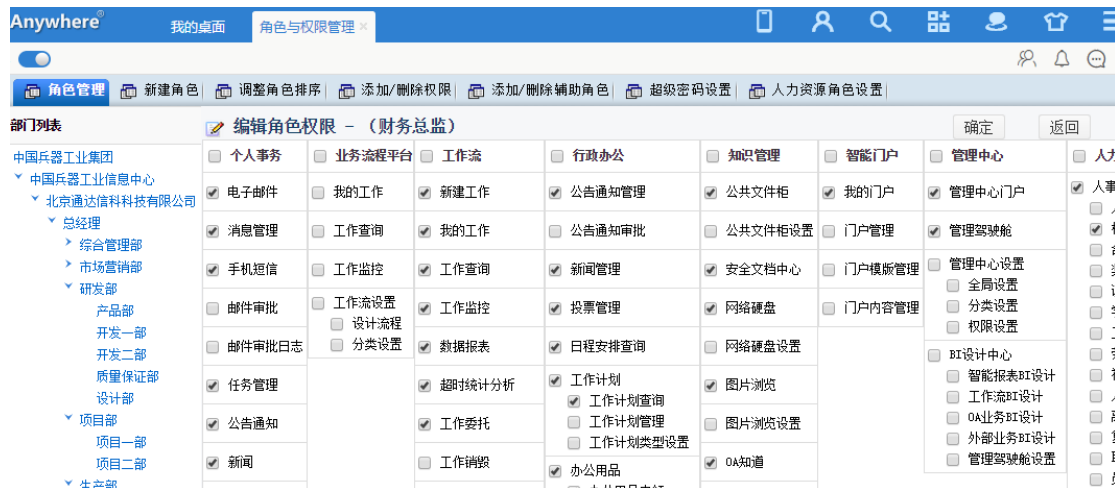 Anywhere® 我的桌面 角色与权限管理 ×
角色管理 新建角色 调整角色排序 添加/删除权限 添加/删除辅助角色 超级密码设置 人力资源角色设置
部门列表
中国兵器工业集团
中国兵器工业信息中心
北京通达信科科技有限公司
总经理
综合管理部
市场营销部
研发部
产品部
开发一部
开发二部
质量保证部
设计部
项目部
项目一部
项目二部
生产部
编辑角色权限 - （财务总监） 确定 返回
个人事务
电子邮件
消息管理
手机短信
邮件审批
邮件审批日志
任务管理
公告通知
新闻
业务流程平台
我的工作
工作查询
工作监控
工作流设置
设计流程
分类设置
工作流
新建工作
我的工作
工作查询
工作监控
数据报表
超时统计分析
工作委托
工作销毁
行政办公
公告通知管理
公告通知审批
新闻管理
投票管理
日程安排查询
工作计划
工作计划查询
工作计划管理
工作计划类型设置
办公用品
知识管理
公共文件柜
公共文件柜设置
安全文档中心
网络硬盘
网络硬盘设置
图片浏览
图片浏览设置
OA知道
智能门户
我的门户
门户管理
门户模版管理
门户内容管理
管理中心
管理中心门户
管理驾驶舱
管理中心设置
全局设置
分类设置
权限设置
BI设计中心
智能报表BI设计
工作流BI设计
OA业务BI设计
外部业务BI设计
管理驾驶舱设置
人力
人事